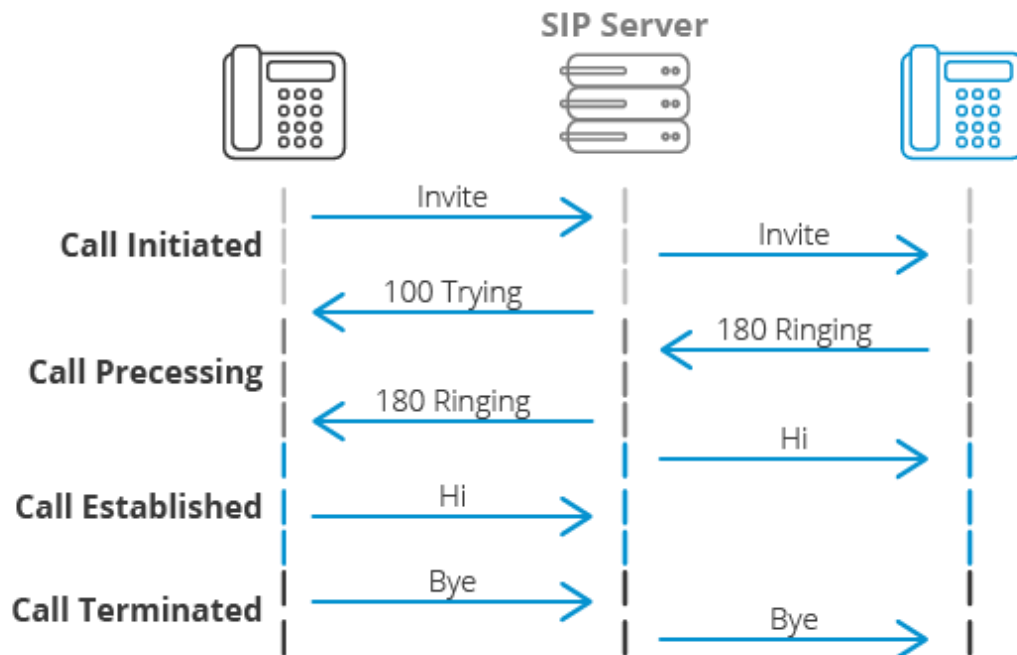 SIP Server
Invite
Call Initiated
Invite
100 Trying
180 Ringing
Call Precessing
180 Ringing
Hi
Call Established
Hi
Bye
Call Terminated
Bye